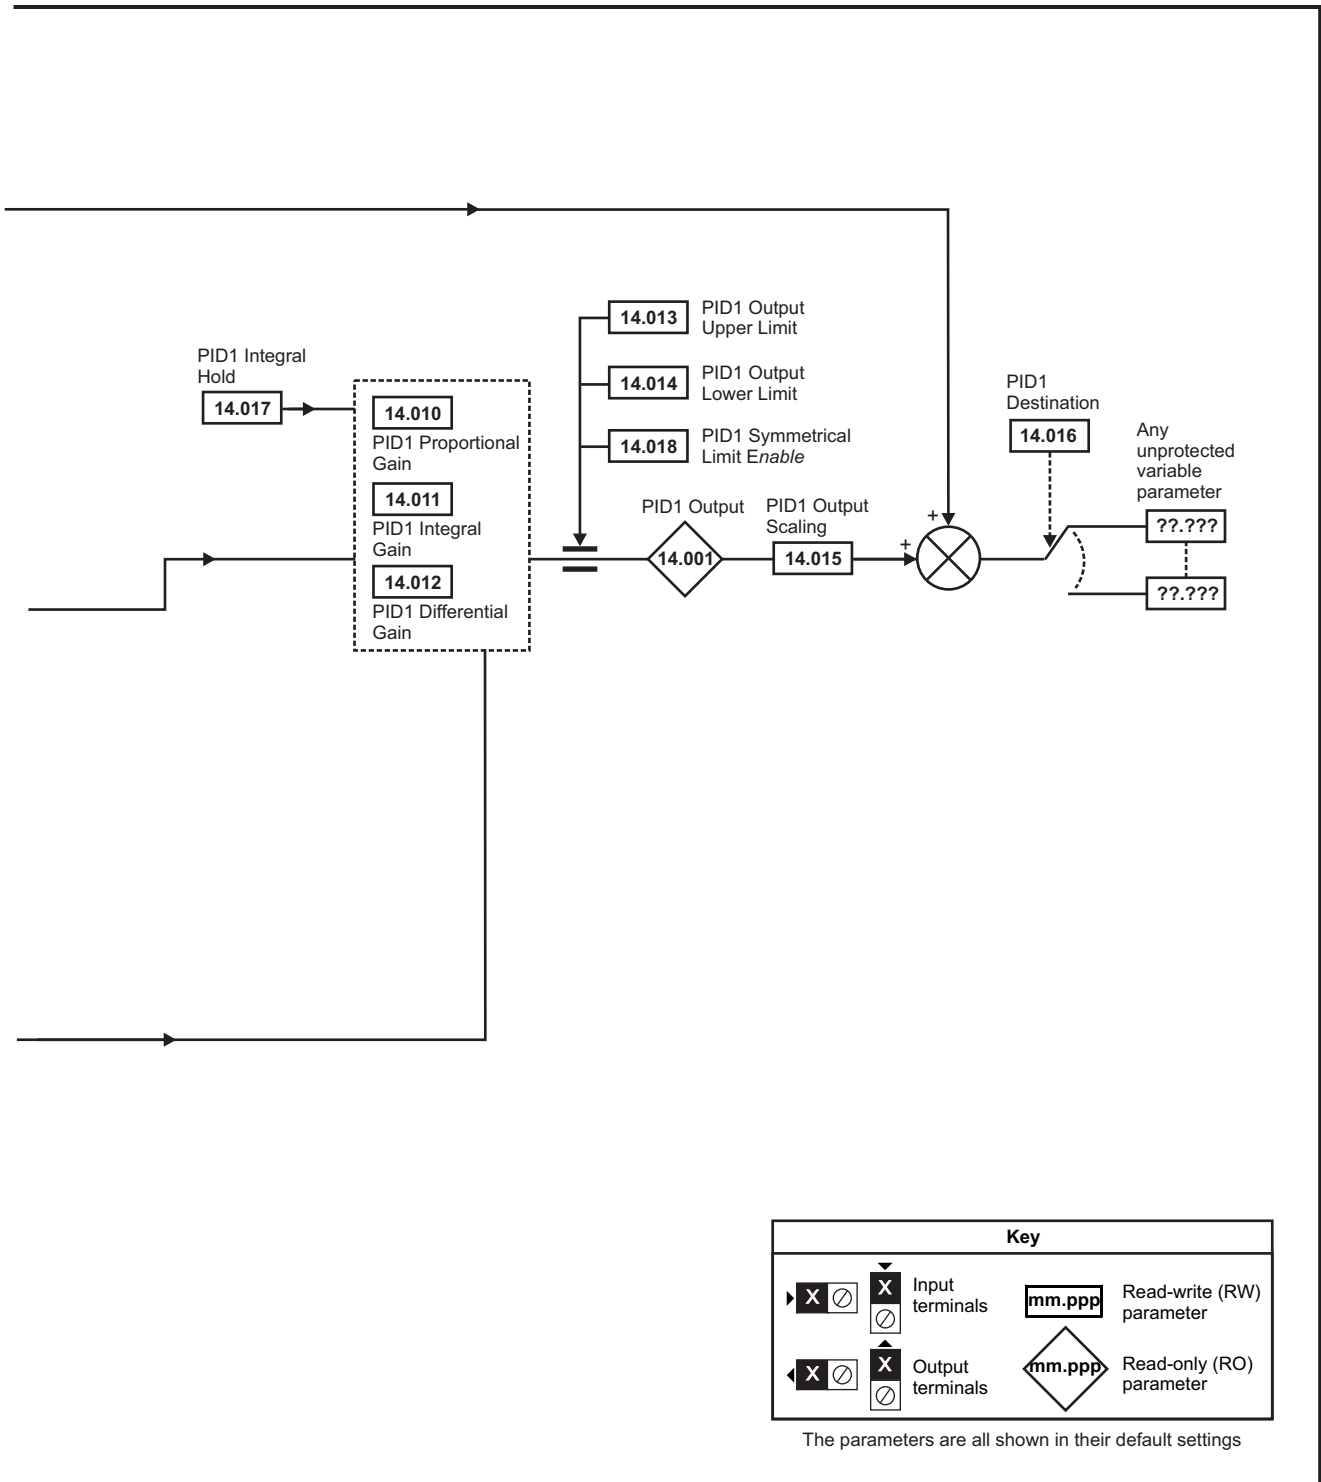 14.013
PID1 Output
Upper Limit
PID1 Integral
Hold
14.017
14.014
PID1 Output
Lower Limit
14.018
PID1 Symmetrical
Limit Enable
14.010
PID1 Proportional
Gain
14.011
PID1 Integral
Gain
14.012
PID1 Differential
Gain
PID1 Output
14.001
PID1 Output
Scaling
14.015
+
+
PID1
Destination
14.016
Any
unprotected
variable
parameter
??.???
??.???
Key
X
X
Input
terminals
mm.ppp
Read-write (RW)
parameter
X
X
Output
terminals
mm.ppp
Read-only (RO)
parameter
The parameters are all shown in their default settings